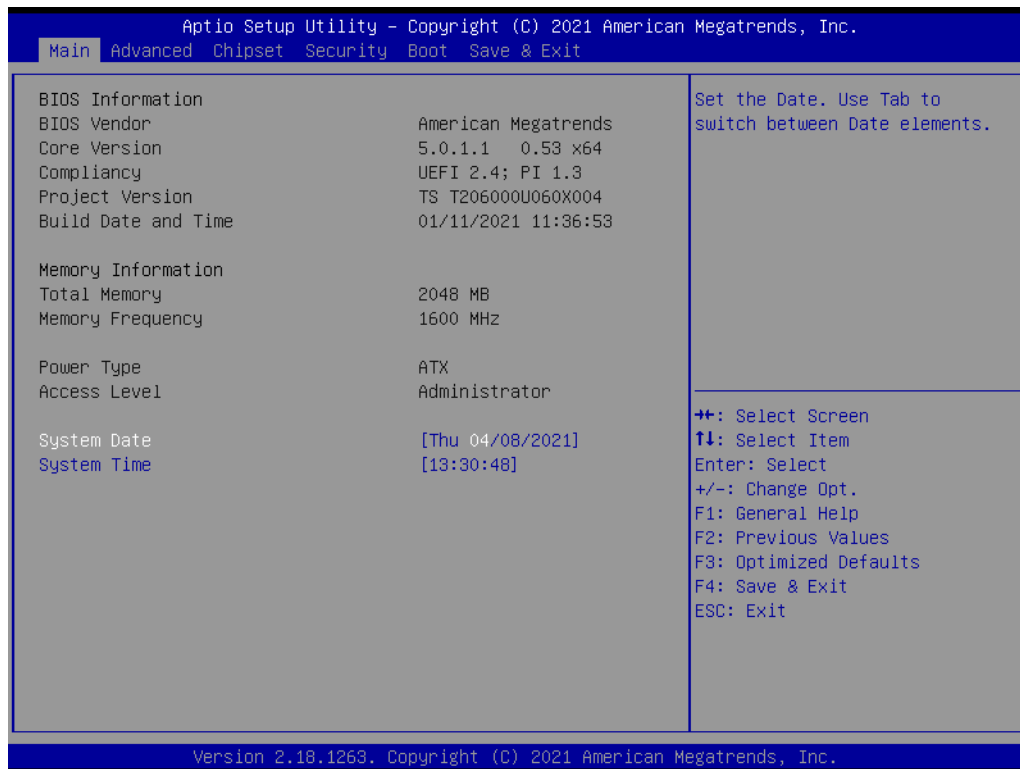 Aptio Setup Utility – Copyright (C) 2021 American Megatrends, Inc.
Main Advanced Chipset Security Boot Save & Exit
BIOS Information
BIOS Vendor American Megatrends
Core Version 5.0.1.1 0.53 x64
Compliancy UEFI 2.4; PI 1.3
Project Version TS T206000U060X004
Build Date and Time 01/11/2021 11:36:53
Memory Information
Total Memory 2048 MB
Memory Frequency 1600 MHz
Power Type ATX
Access Level Administrator
System Date [Thu 04/08/2021]
System Time [13:30:48]
Set the Date. Use Tab to
switch between Date elements.
→←: Select Screen
↑↓: Select Item
Enter: Select
+/-: Change Opt.
F1: General Help
F2: Previous Values
F3: Optimized Defaults
F4: Save & Exit
ESC: Exit
Version 2.18.1263. Copyright (C) 2021 American Megatrends, Inc.